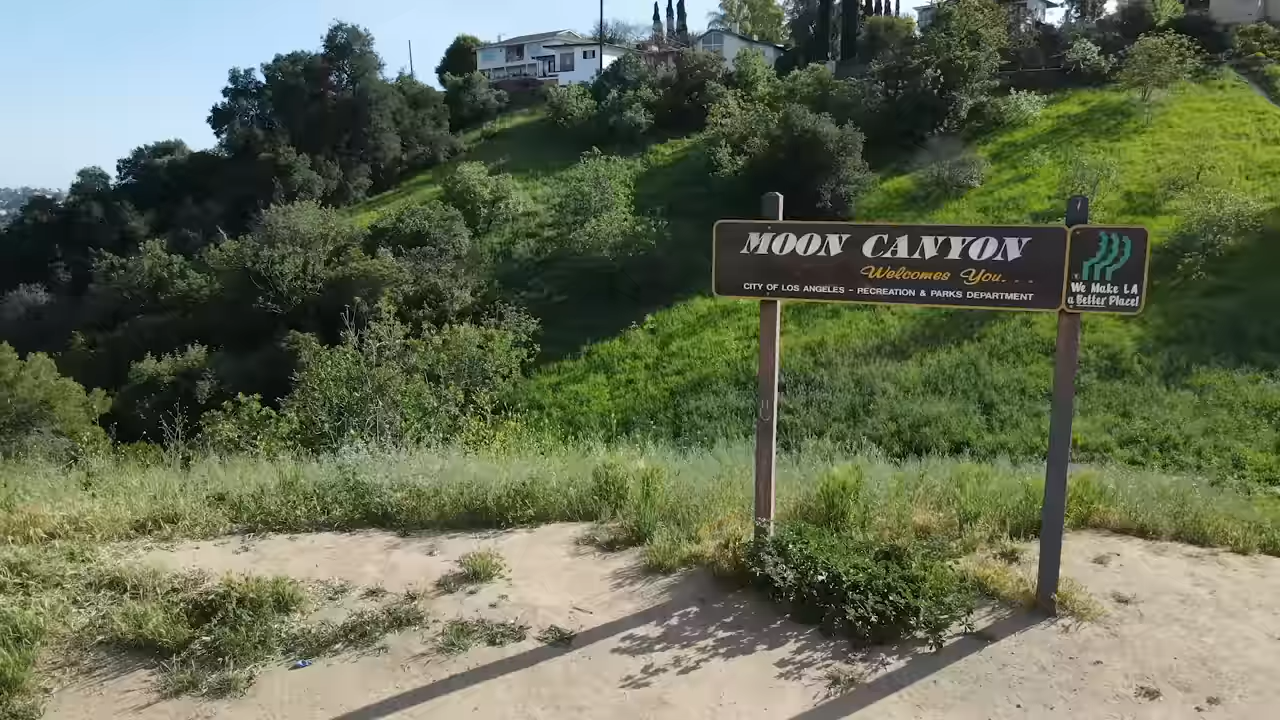 MOON CANYON
Welcomes You...
CITY OF LOS ANGELES - RECREATION & PARKS DEPARTMENT
We Make LA
a Better Place!